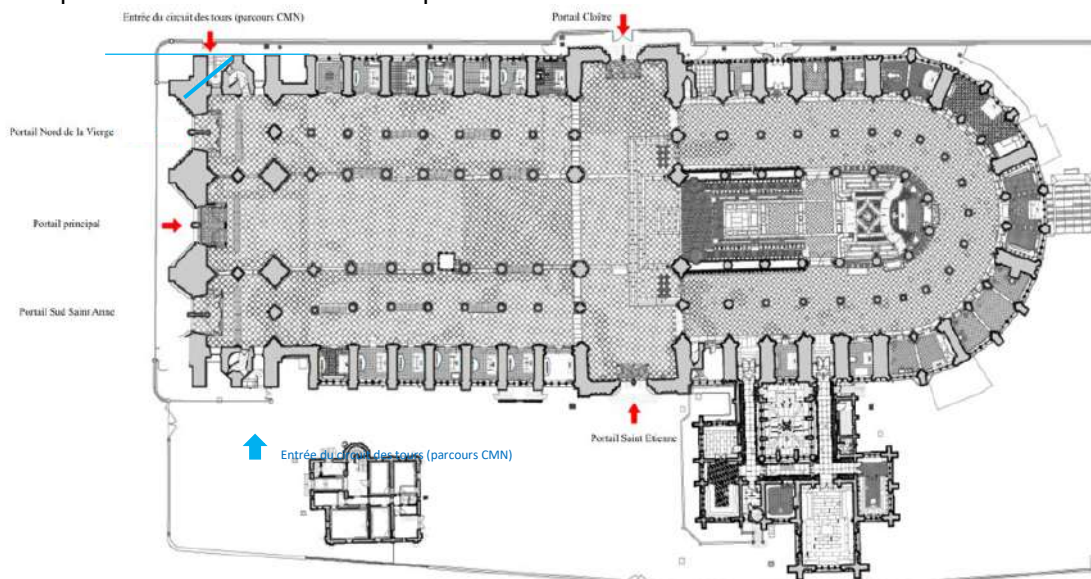 Entrée du circuit des tours (parcours CMN)
Portail Cloître
Portail Nord de la Vierge
Portail principal
Portail Sud Saint Anne
Portail Saint Etienne
Entrée du circuit des tours (parcours CMN)